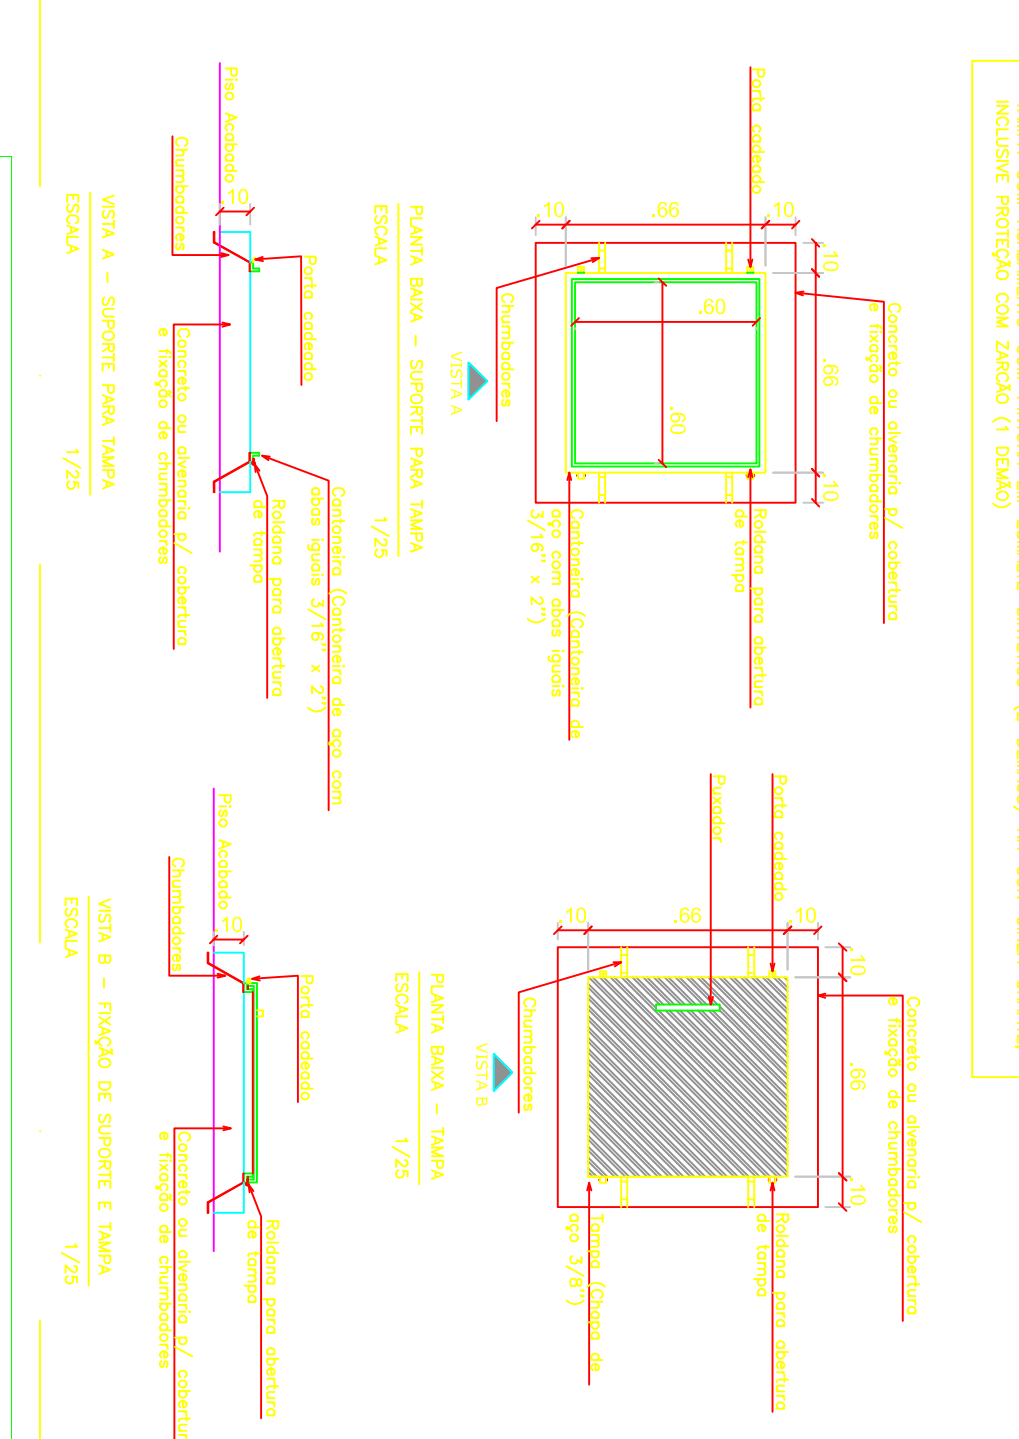 INCLUSIVE PROTEÇÃO COM ZARCÃO (1 DEMÃO)
Porta cadeado
.10
.66
.10
.10
.66
.10
.60
.60
Concreto ou alvenaria p/ cobertura
e fixação de chumbadores
Chumbadores
VISTA A
Roldana para abertura
de tampa
Cantoneira (Cantoneira de
aço com abas iguais
3/16" x 2")
PLANTA BAIXA - SUPORTE PARA TAMPA
ESCALA 1/25
Piso Acabado
Chumbadores
.10
Porta cadeado
Concreto ou alvenaria p/ cobertura
e fixação de chumbadores
Cantoneira (Cantoneira de aço com
abas iguais 3/16" x 2")
Roldana para abertura
de tampa
VISTA A - SUPORTE PARA TAMPA
ESCALA 1/25
Porta cadeado
Puxador
.10
.66
.10
.10
.66
.10
Concreto ou alvenaria p/ cobertura
e fixação de chumbadores
Chumbadores
VISTA B
Roldana para abertura
de tampa
Tampa (Chapa de
aço 3/8")
PLANTA BAIXA - TAMPA
ESCALA 1/25
Piso Acabado
Chumbadores
.10
Porta cadeado
Roldana para abertura
de tampa
Concreto ou alvenaria p/ cobertur
e fixação de chumbadores
VISTA B - FIXAÇÃO DE SUPORTE E TAMPA
ESCALA 1/25